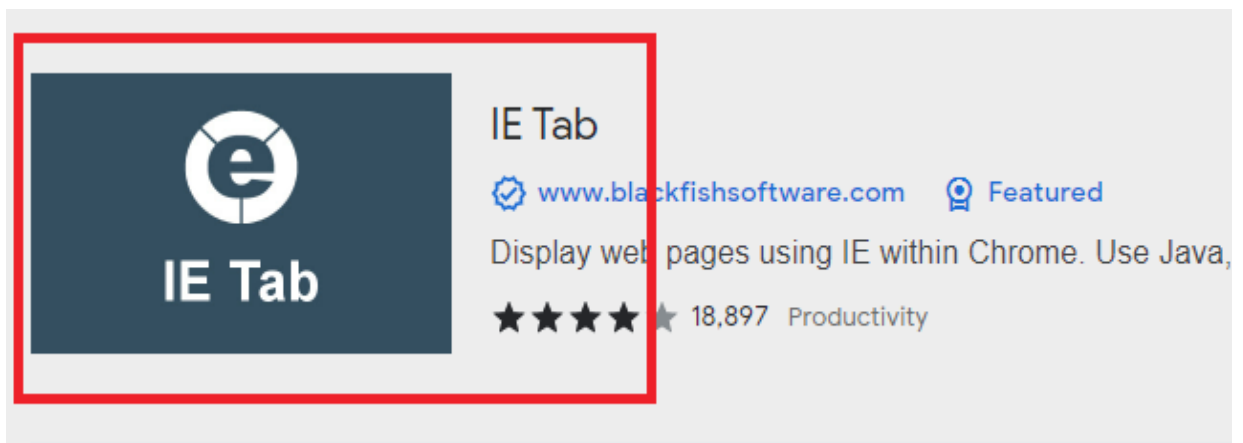 e
IE Tab
IE Tab
www.blackfishsoftware.com Featured
Display web pages using IE within Chrome. Use Java,
18,897 Productivity